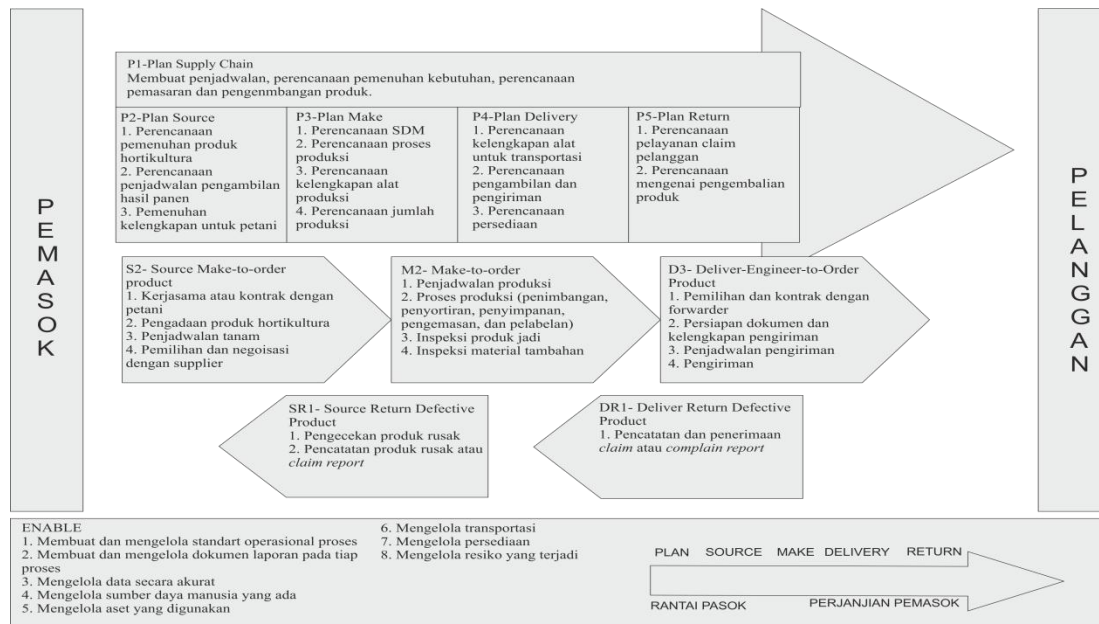 PEMASOK
P1-Plan Supply Chain
Membuat penjadwalan, perencanaan pemenuhan kebutuhan, perencanaan
pemasaran dan pengenmbangan produk.
P2-Plan Source
1. Perencanaan
pemenuhan produk
hortikultura
2. Perencanaan
penjadwalan pengambilan
hasil panen
3. Pemenuhan
kelengkapan untuk petani
P3-Plan Make
1. Perencanaan SDM
2. Perencanaan proses
produksi
3. Perencanaan
kelengkapan alat
produksi
4. Perencanaan jumlah
produksi
P4-Plan Delivery
1. Perencanaan
kelengkapan alat
untuk transportasi
2. Perencanaan
pengambilan dan
pengiriman
3. Perencanaan
persediaan
P5-Plan Return
1. Perencanaan
pelayanan claim
pelanggan
2. Perencanaan
mengenai pengembalian
produk
S2- Source Make-to-order
product
1. Kerjasama atau kontrak dengan
petani
2. Pengadaan produk hortikultura
3. Penjadwalan tanam
4. Pemilihan dan negoisasi
dengan supplier
M2- Make-to-order
1. Penjadwalan produksi
2. Proses produksi (penimbangan,
penyortiran, penyimpanan,
pengemasan, dan pelabelan)
3. Inspeksi produk jadi
4. Inspeksi material tambahan
D3- Deliver-Engineer-to-Order
Product
1. Pemilihan dan kontrak dengan
forwarder
2. Persiapan dokumen dan
kelengkapan pengiriman
3. Penjadwalan pengiriman
4. Pengiriman
SR1- Source Return Defective
Product
1. Pengecekan produk rusak
2. Pencatatan produk rusak atau
claim report
DR1- Deliver Return Defective
Product
1. Pencatatan dan penerimaan
claim atau complain report
PELANGGAN
ENABLE
1. Membuat dan mengelola standart operasional proses
2. Membuat dan mengelola dokumen laporan pada tiap
proses
3. Mengelola data secara akurat
4. Mengelola sumber daya manusia yang ada
5. Mengelola aset yang digunakan
6. Mengelola transportasi
7. Mengelola persediaan
8. Mengelola resiko yang terjadi
PLAN SOURCE MAKE DELIVERY RETURN
RANTAI PASOK PERJANJIAN PEMASOK